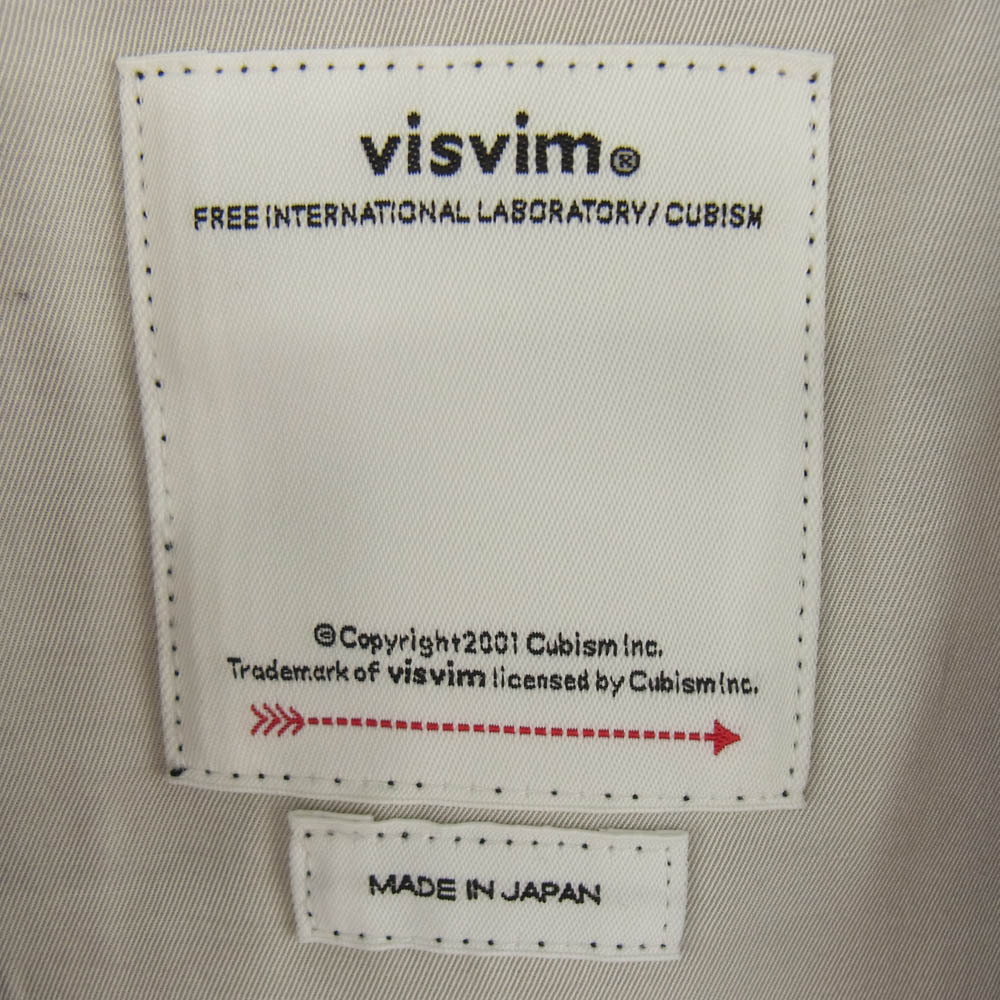 visvim®
FREE INTERNATIONAL LABORATORY/ CUBISM
©Copyright2001 Cubism Inc.
Trademark of visvim licensed by Cubism Inc.
MADE IN JAPAN